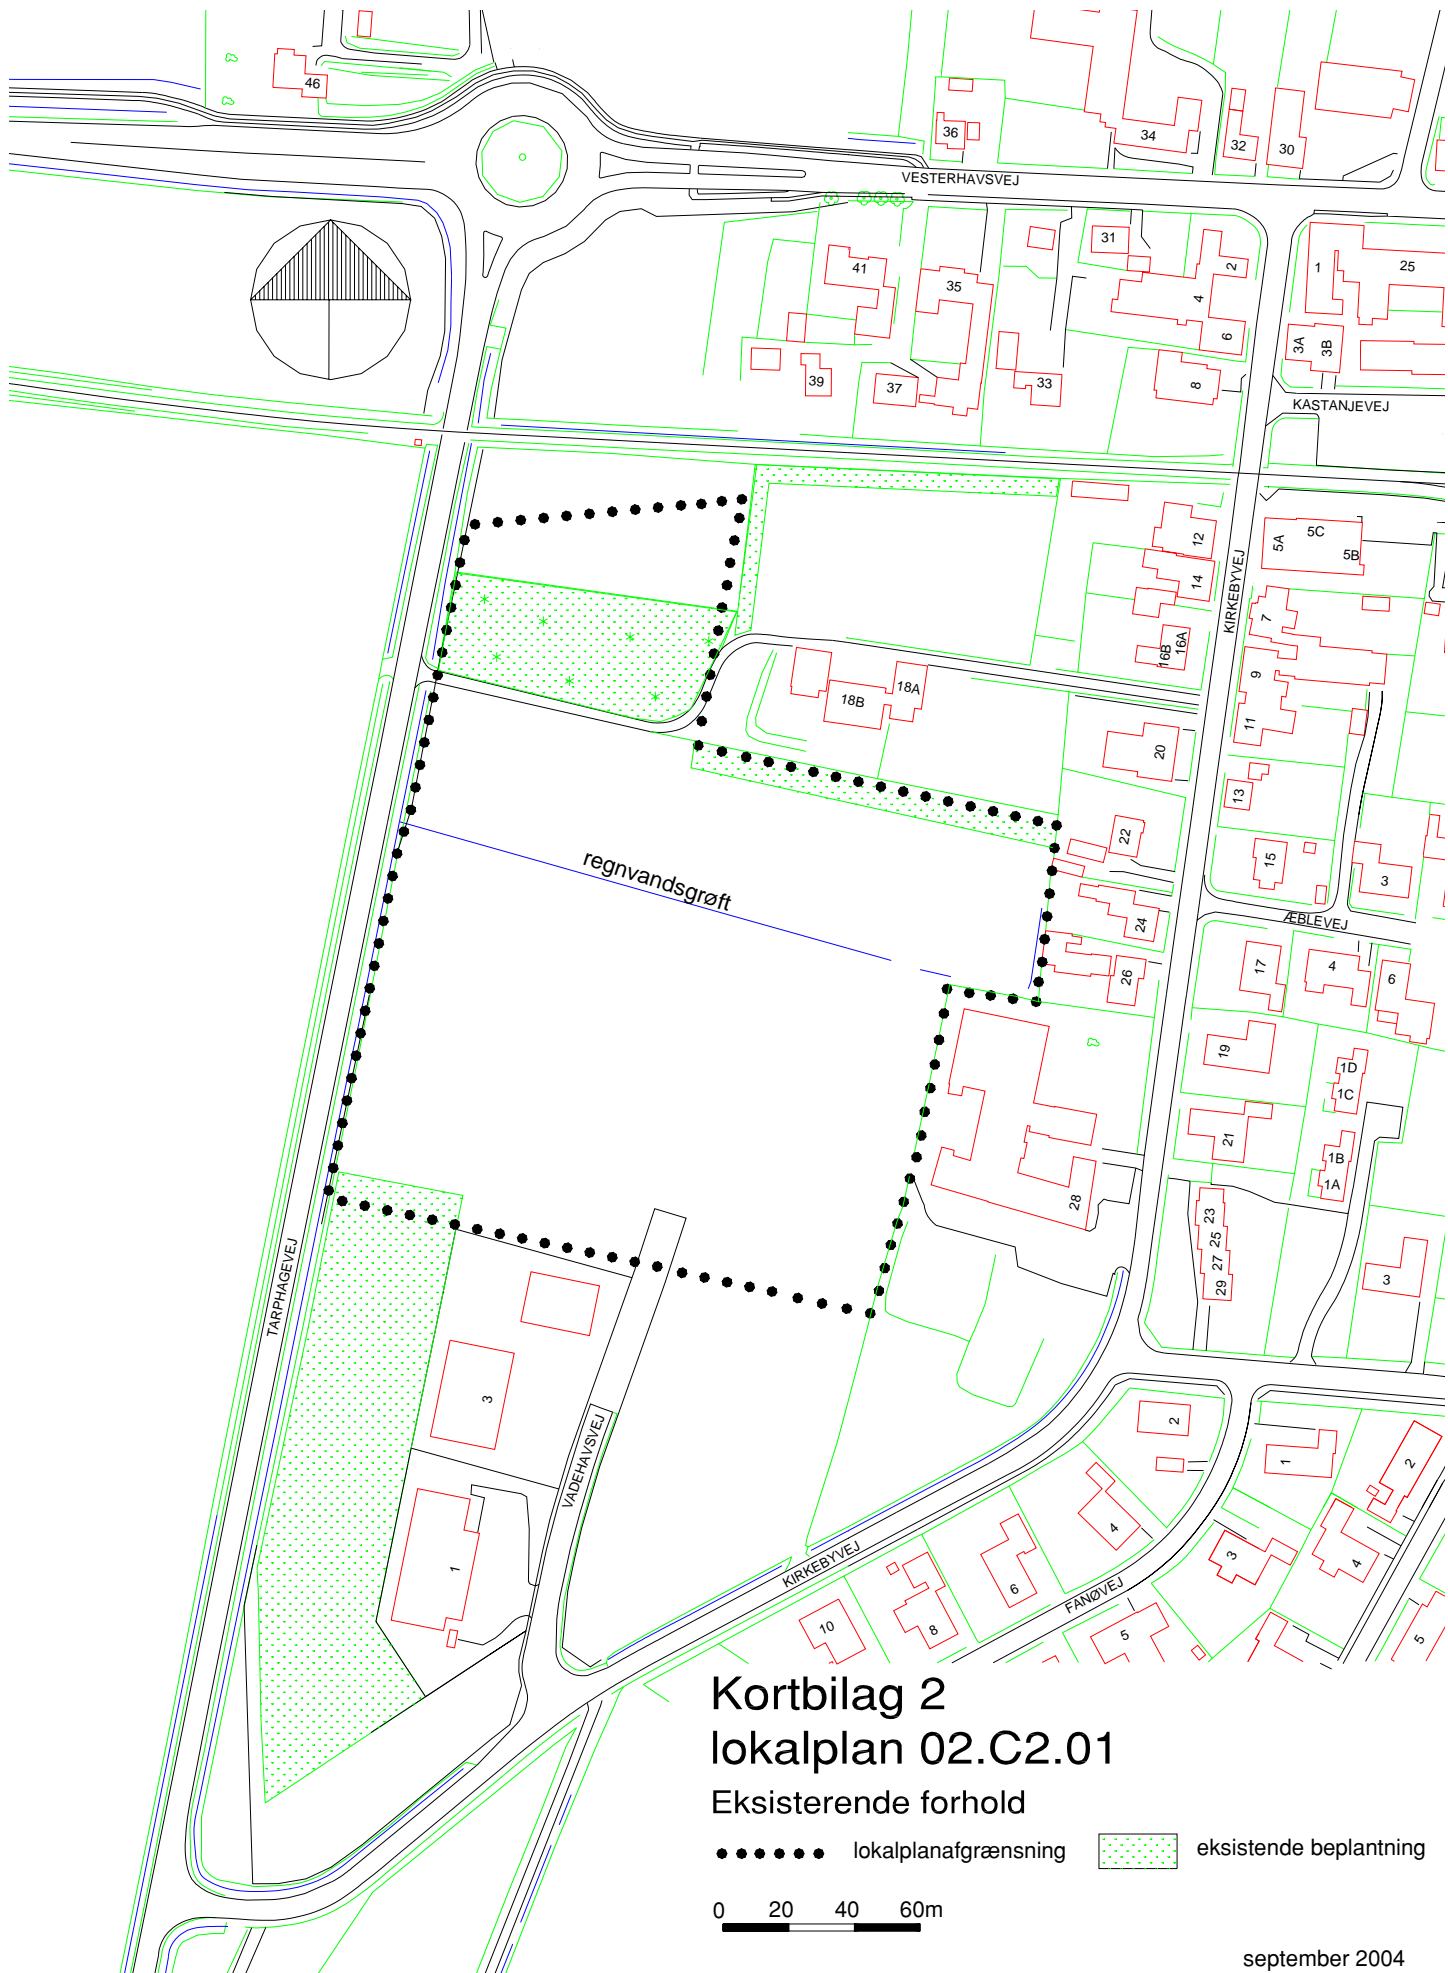 46
36
34
32
30
VESTERHAVSVEJ
31
41
35
2
4
6
1
25
3A
3B
39
37
33
8
KASTANJEVEJ
12
14
16A
16B
KIRKEBYVEJ
5A
5C
5B
7
9
11
18B
18A
20
13
22
15
3
regnvandsgrøft
24
ÆBLEVEJ
26
17
4
6
19
1D
1C
21
1B
1A
28
23
25
27
29
3
TARPHAGEVEJ
3
VADEHAVSVEJ
1
2
1
2
4
3
4
KIRKEBYVEJ
6
FANØVEJ
10
8
5
5
Kortbilag 2
lokalplan 02.C2.01
Eksisterende forhold
lokalplanafgrænsning
eksistende beplantning
0 20 40 60m
september 2004